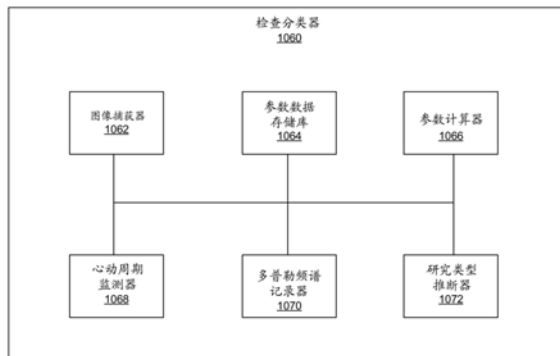 检查分类器
1060
图像捕获器
1062
参数数据
存储库
1064
参数计算器
1066
心动周期
监测器
1068
多普勒频谱
记录器
1070
研究类型
推断器
1072